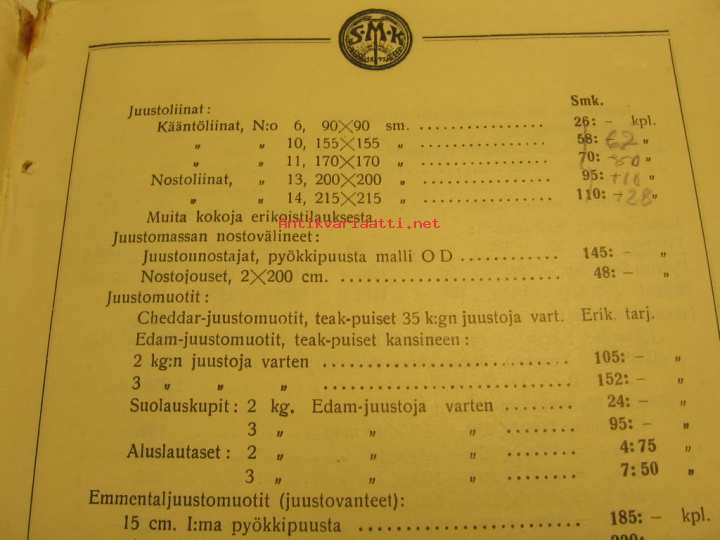 S·M·K
Smk.
Juustoliinat:
Kääntöliinat, N:o 6, 90×90 sm. ................ 26: – kpl.
„ „ 10, 155×155 „ ................ 58: 62 „
„ „ 11, 170×170 „ ................ 70: „
Nostoliinat, „ 13, 200×200 „ ................ 95: +10 „
„ „ 14, 215×215 „ ................ 110: +28 „
Muita kokoja erikoistilauksesta.
Antikvariaatti.net
Juustomassan nostovälineet:
Juustonnostajat, pyökkipuusta malli OD ............ 145: – „
Nostojouset, 2×200 cm. ........................... 48: – „
Juustomuotit:
Cheddar-juustomuotit, teak-puiset 35 k:gn juustoja vart. Erik. tarj.
Edam-juustomuotit, teak-puiset kansineen:
2 kg:n juustoja varten ........................... 105: – „
3 „ „ „ ........................... 152: – „
Suolauskupit: 2 kg. Edam-juustoja varten ........ 24: – „
3 „ „ „ ........ 95: – „
Aluslautaset: 2 „ „ „ ........ 4:75 „
3 „ „ „ ........ 7:50 „
Emmentaljuustomuotit (juustovanteet):
15 cm. I:ma pyökkipuusta ........................ 185: – kpl.